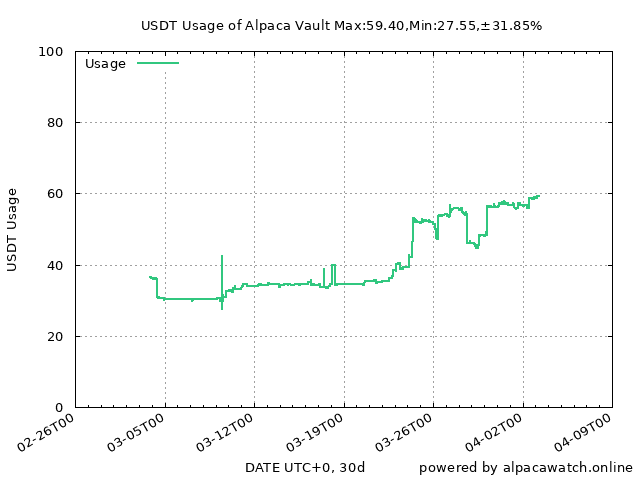 USDT Usage of Alpaca Vault Max:59.40,Min:27.55,±31.85%
Usage
100
80
60
40
20
0
USDT Usage
02-26T00
03-05T00
03-12T00
03-19T00
03-26T00
04-02T00
04-09T00
DATE UTC+0, 30d
powered by alpacawatch.online